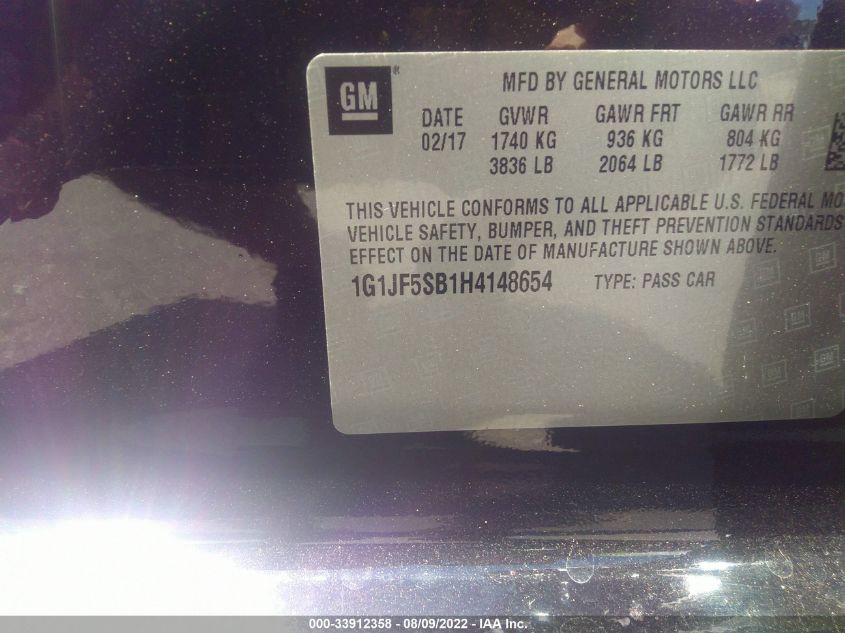 GM®
MFD BY GENERAL MOTORS LLC
DATE GVWR GAWR FRT GAWR RR
02/17 1740 KG 936 KG 804 KG
3836 LB 2064 LB 1772 LB
THIS VEHICLE CONFORMS TO ALL APPLICABLE U.S. FEDERAL MO
VEHICLE SAFETY, BUMPER, AND THEFT PREVENTION STANDARDS
EFFECT ON THE DATE OF MANUFACTURE SHOWN ABOVE.
1G1JF5SB1H4148654 TYPE: PASS CAR
000-33912358 - 08/09/2022 - IAA Inc.